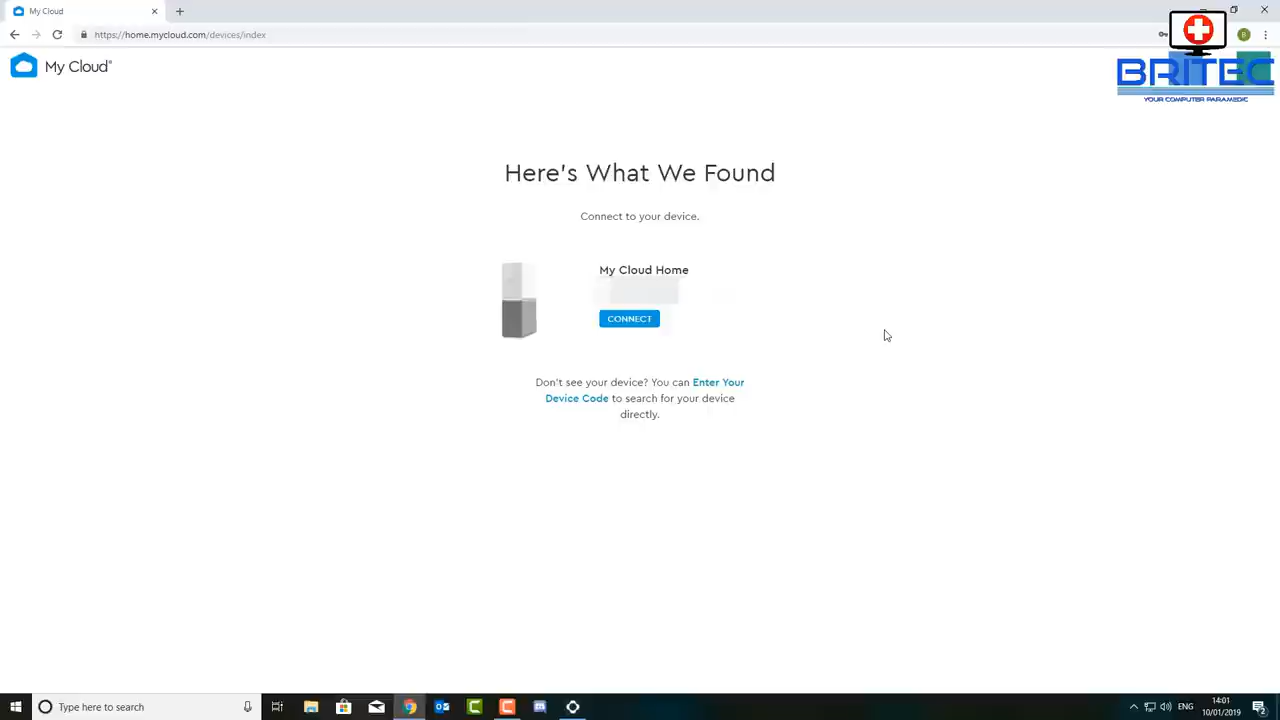 My Cloud
https://home.mycloud.com/devices/index
My Cloud
BRITEC
YOUR COMPUTER PARAMEDIC
Here's What We Found
Connect to your device.
My Cloud Home
CONNECT
Don't see your device? You can Enter Your
Device Code to search for your device
directly.
Type here to search
ENG
14:01
10/01/2019
2
B